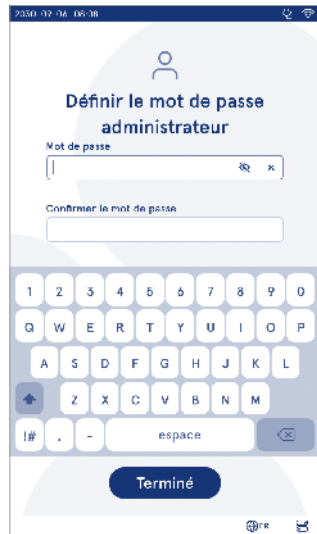 2030-09-06 08:08
Définir le mot de passe
administrateur
Mot de passe
Confirmer le mot de passe
1 2 3 4 5 6 7 8 9 0
Q W E R T Y U I O P
A S D F G H J K L
Z X C V B N M
!# . - espace
Terminé
FR